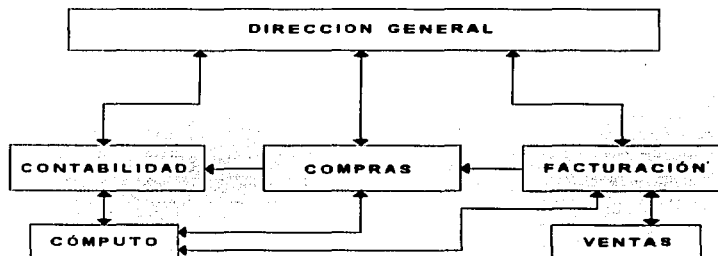 DIRECCION GENERAL
CONTABILIDAD COMPRAS FACTURACIÓN
CÓMPUTO VENTAS